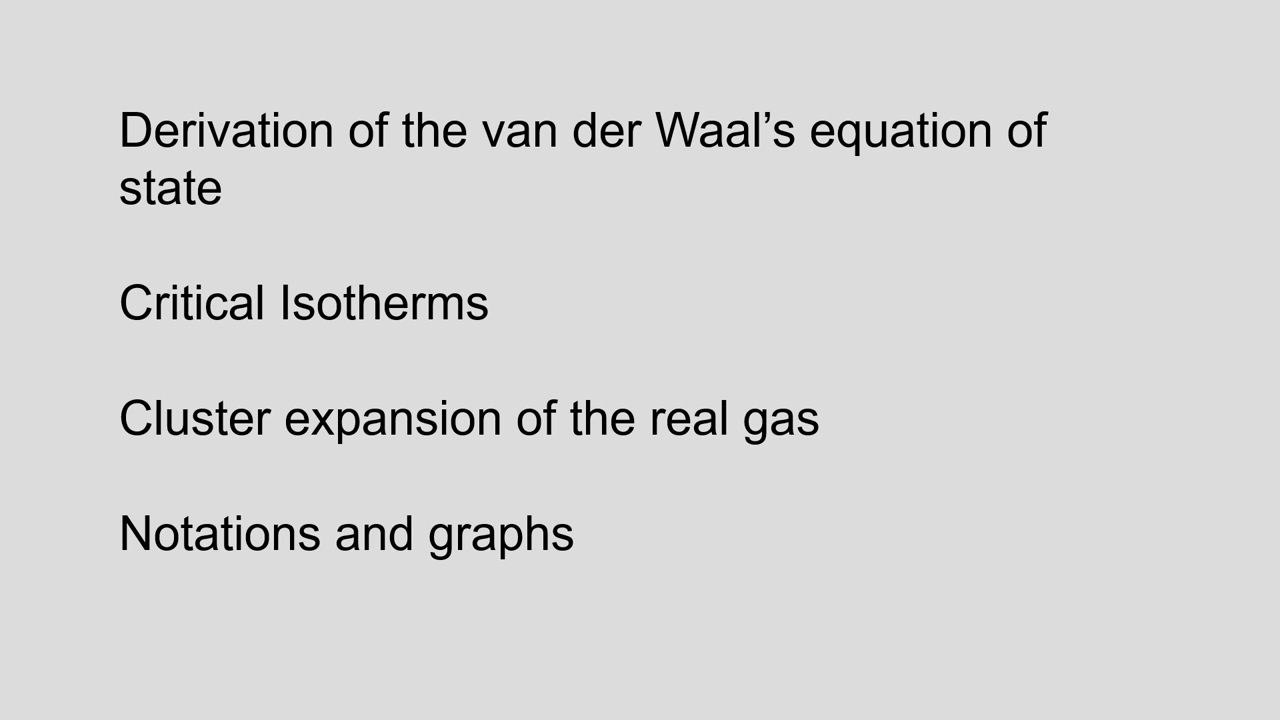 Derivation of the van der Waal’s equation of
state
Critical Isotherms
Cluster expansion of the real gas
Notations and graphs